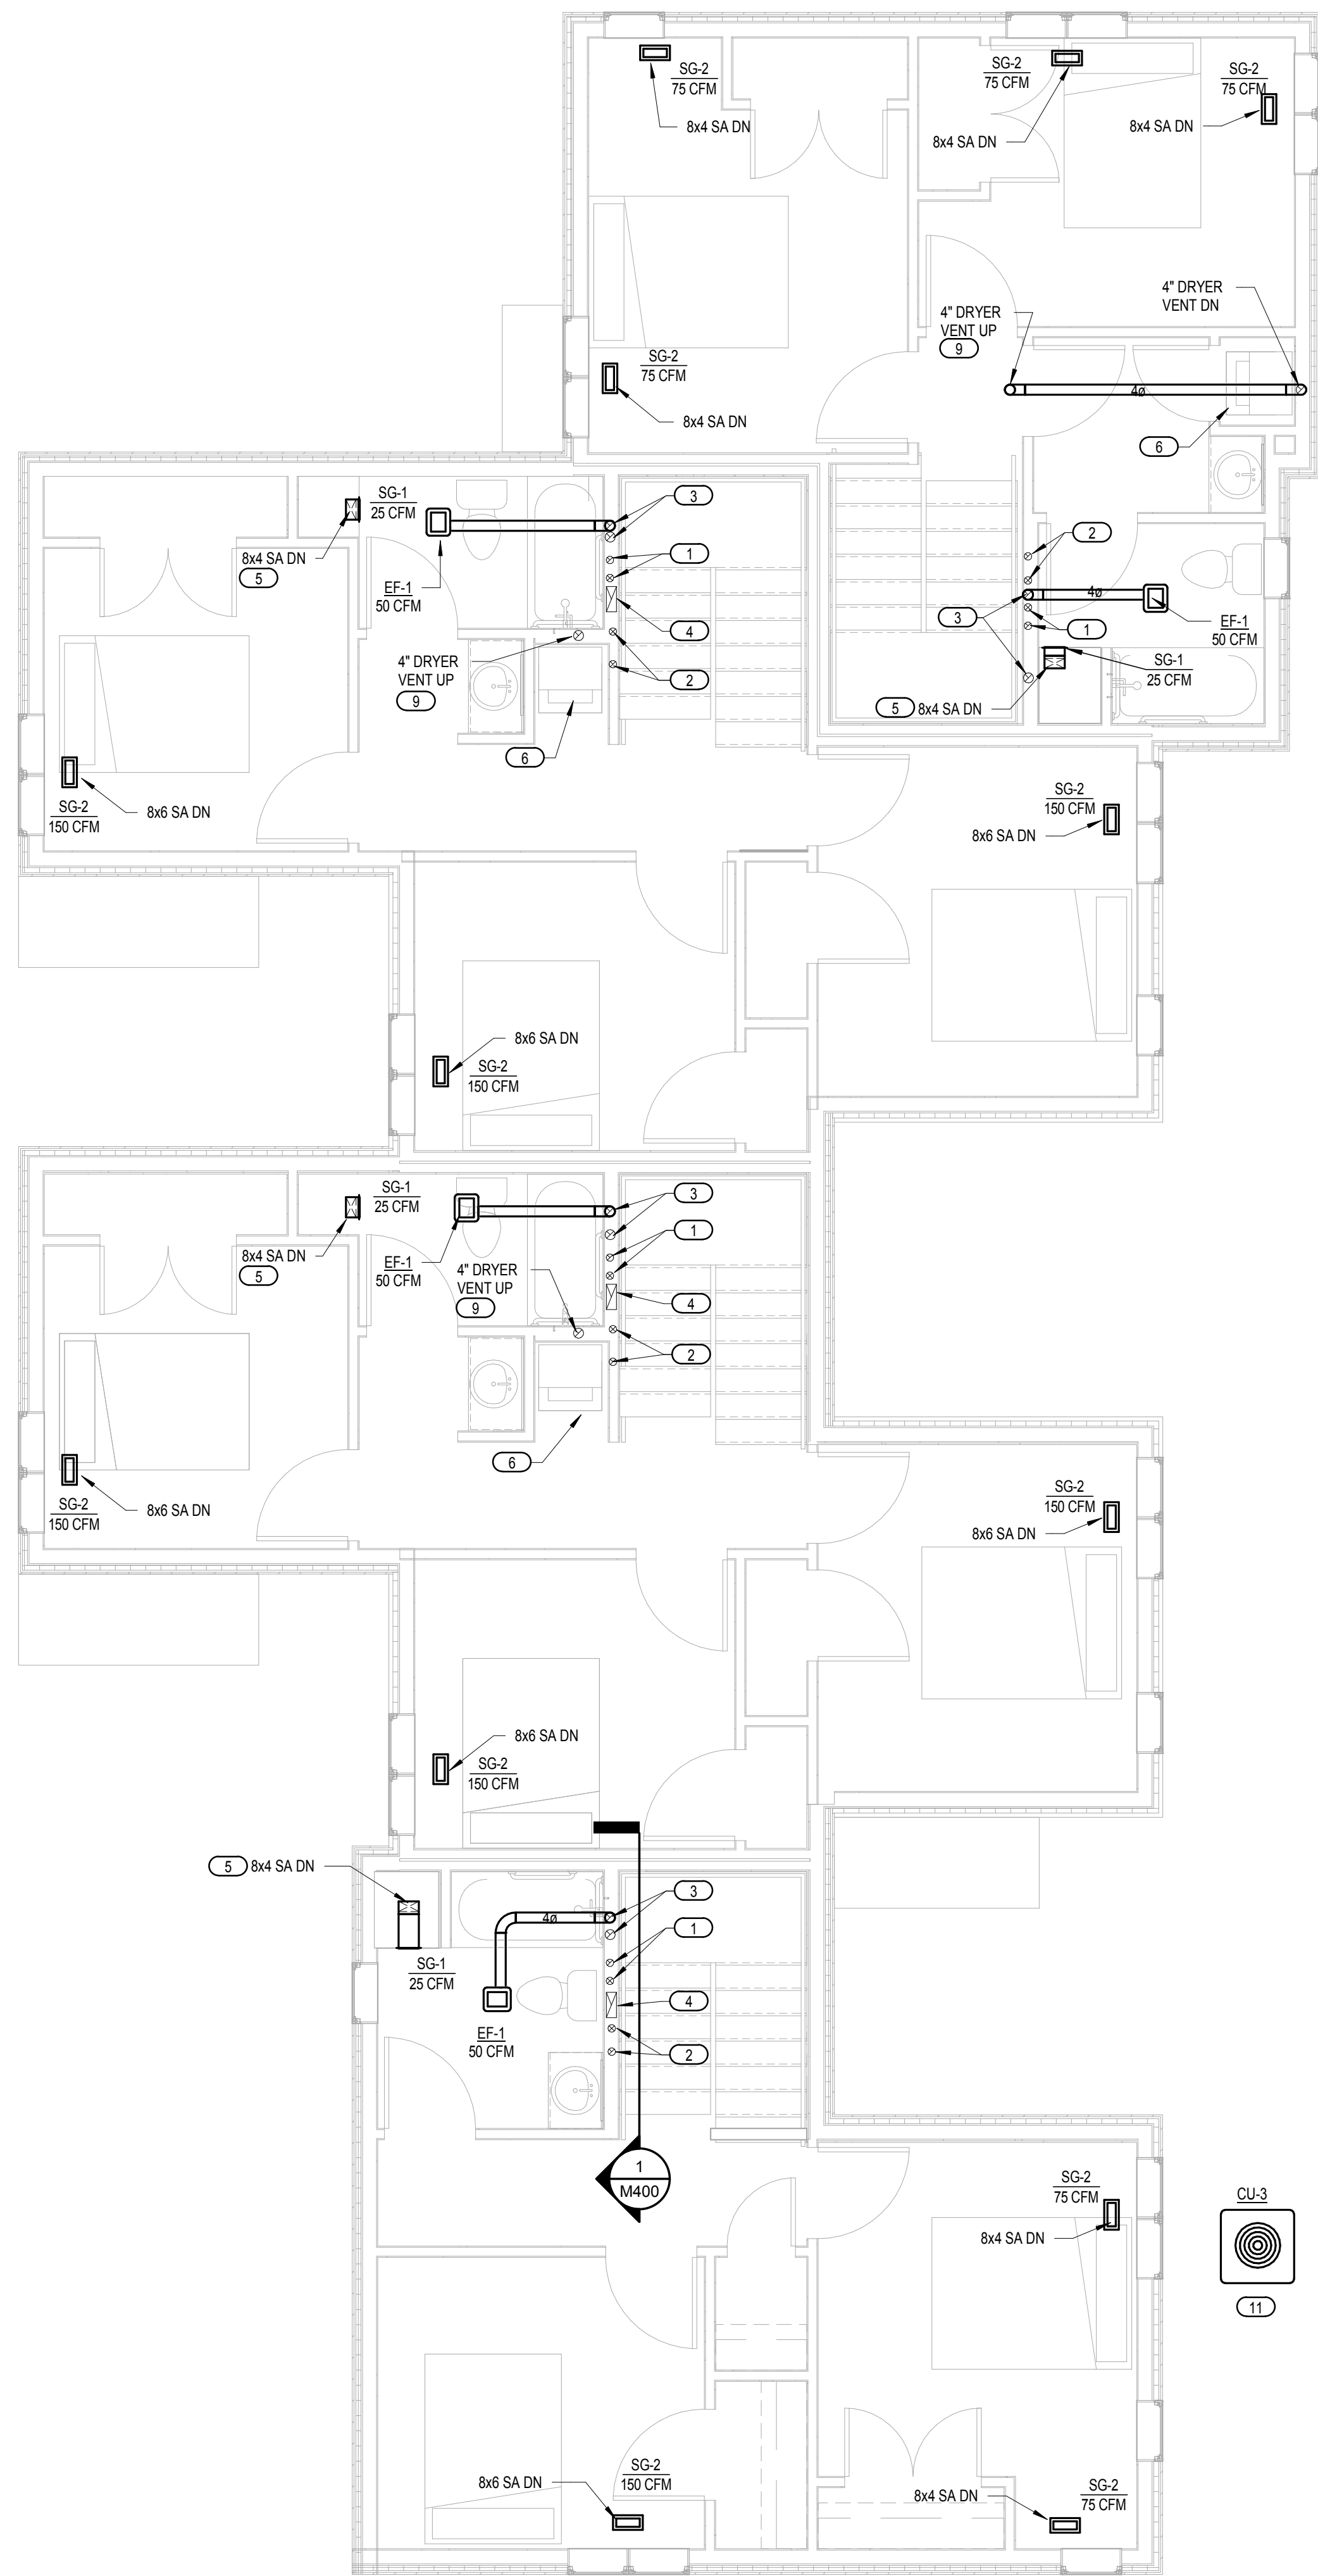 SG-2
75 CFM
8x4 SA DN
SG-2
75 CFM
8x4 SA DN
SG-2
75 CFM
8x4 SA DN
4" DRYER
VENT DN
4" DRYER
VENT UP
9
SG-2
75 CFM
8x4 SA DN
4ø
6
SG-1
25 CFM
8x4 SA DN
5
EF-1
50 CFM
3
1
4
2
4" DRYER
VENT UP
9
6
2
4ø
3
1
EF-1
50 CFM
SG-1
25 CFM
5
8x4 SA DN
SG-2
150 CFM
8x6 SA DN
SG-2
150 CFM
8x6 SA DN
8x6 SA DN
SG-2
150 CFM
SG-1
25 CFM
8x4 SA DN
5
EF-1
50 CFM
4" DRYER
VENT UP
9
3
1
4
2
6
SG-2
150 CFM
8x6 SA DN
SG-2
150 CFM
8x6 SA DN
8x6 SA DN
SG-2
150 CFM
5
8x4 SA DN
4ø
SG-1
25 CFM
EF-1
50 CFM
3
1
4
2
1
M400
SG-2
75 CFM
8x4 SA DN
CU-3
11
SG-2
150 CFM
8x6 SA DN
SG-2
75 CFM
8x4 SA DN